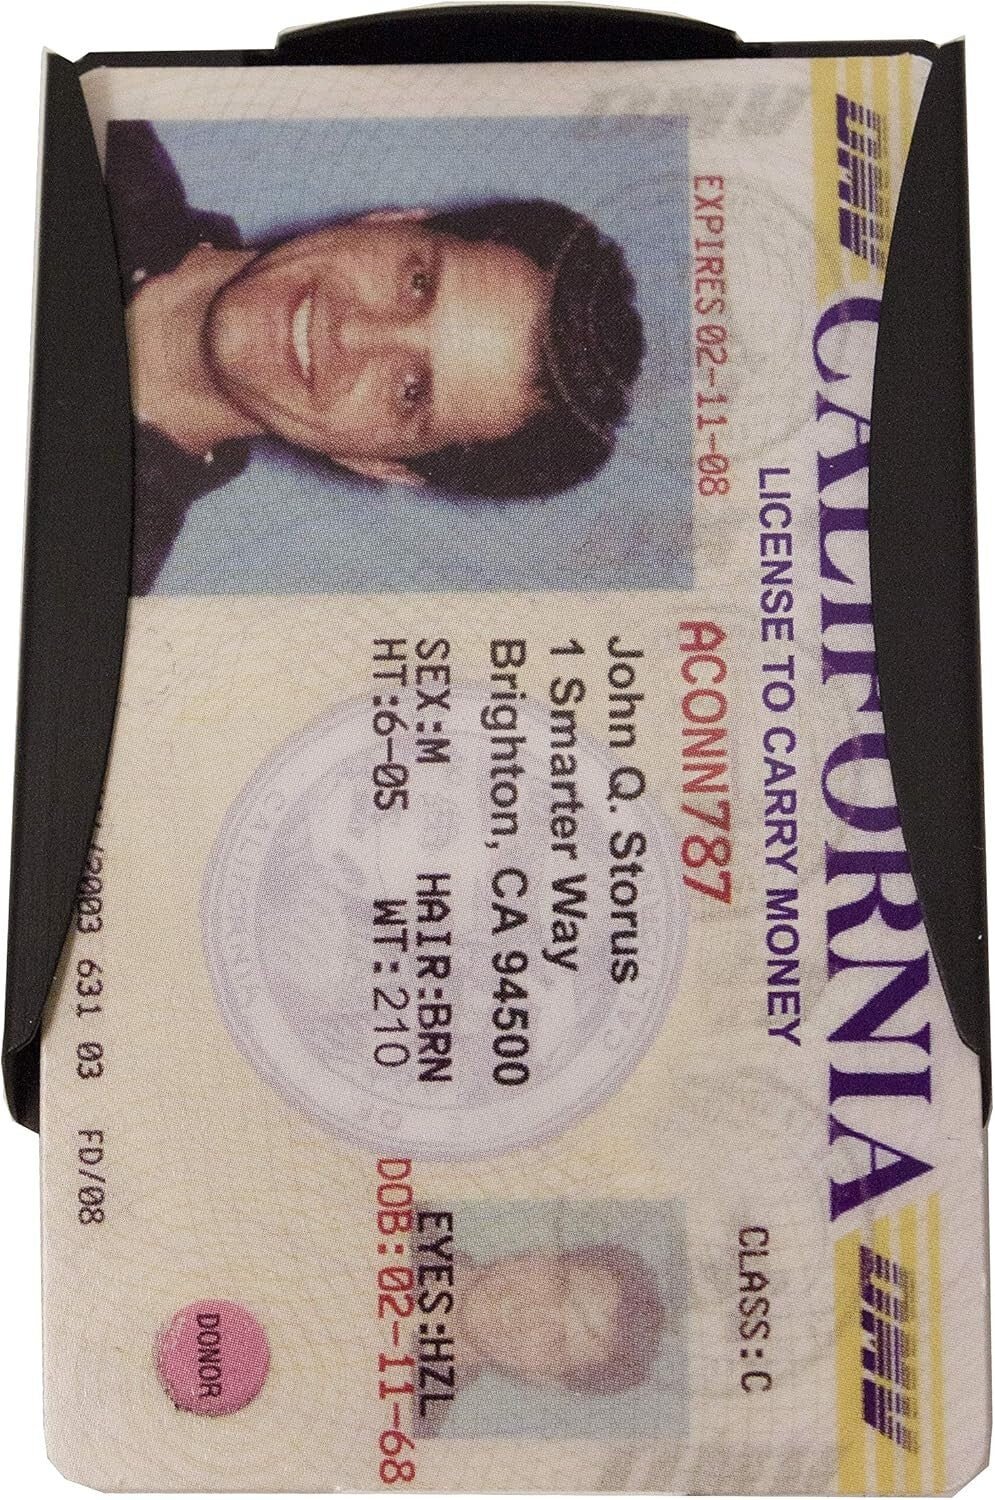 CALIFORNIA
LICENSE TO CARRY MONEY
EXPIRES 02-11-08
CLASS:C
ACONN787
John Q. Storus
1 Smarter Way
Brighton, CA 94500
SEX:M HAIR:BRN EYES:HZL
HT:6-05 WT:210 DOB:02-11-68
DONOR
/2003 631 03 FD/08